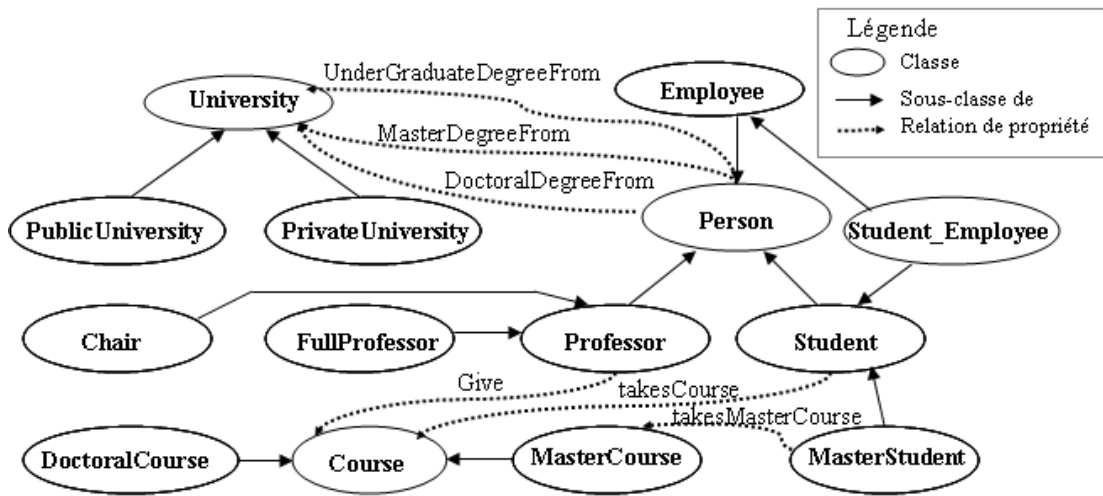 Légende
Classe
Sous-classe de
Relation de propriété
UnderGraduateDegreeFrom
University
Employee
MasterDegreeFrom
DoctoralDegreeFrom
Person
PublicUniversity
PrivateUniversity
Student_Employee
Chair
FullProfessor
Professor
Student
Give
takesCourse
takesMasterCourse
DoctoralCourse
Course
MasterCourse
MasterStudent